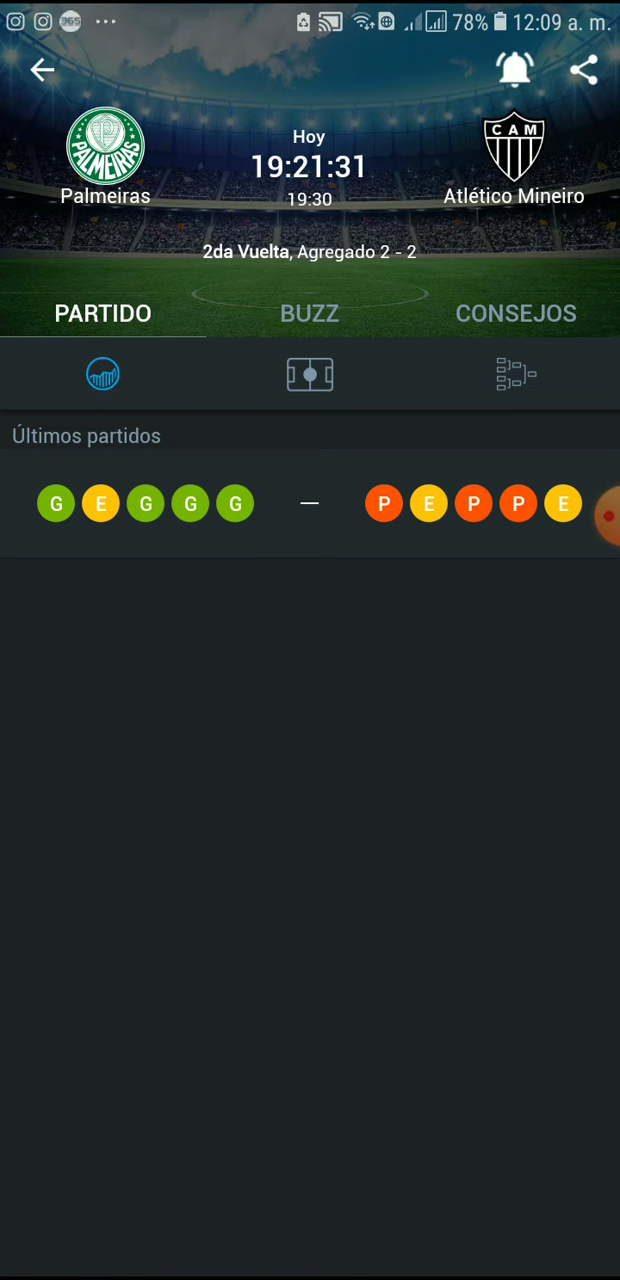 365 ... 78% 12:09 a. m.
PALMEIRAS
CAM
Hoy
19:21:31
19:30
Palmeiras
Atlético Mineiro
2da Vuelta, Agregado 2 - 2
PARTIDO BUZZ CONSEJOS
Últimos partidos
G E G G G — P E P P E